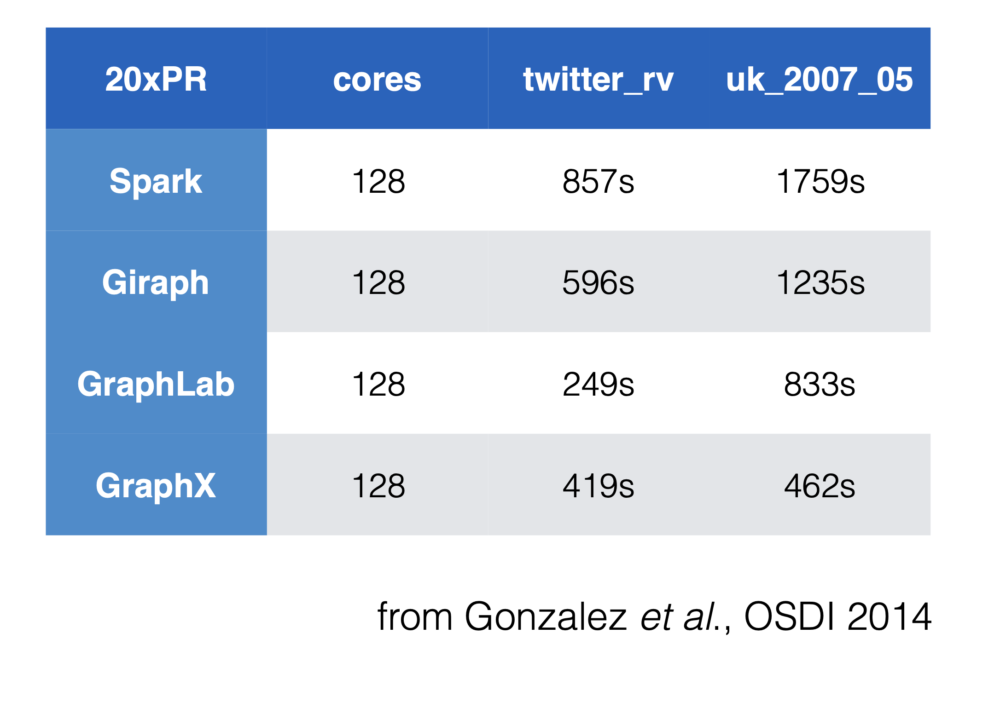 20xPR cores twitter_rv uk_2007_05
Spark 128 857s 1759s
Giraph 128 596s 1235s
GraphLab 128 249s 833s
GraphX 128 419s 462s
from Gonzalez et al., OSDI 2014